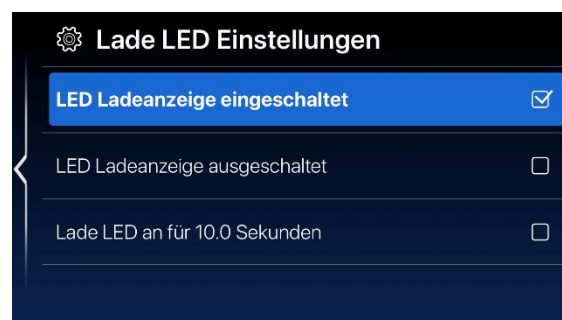 Lade LED Einstellungen
LED Ladeanzeige eingeschaltet
LED Ladeanzeige ausgeschaltet
Lade LED an für 10.0 Sekunden